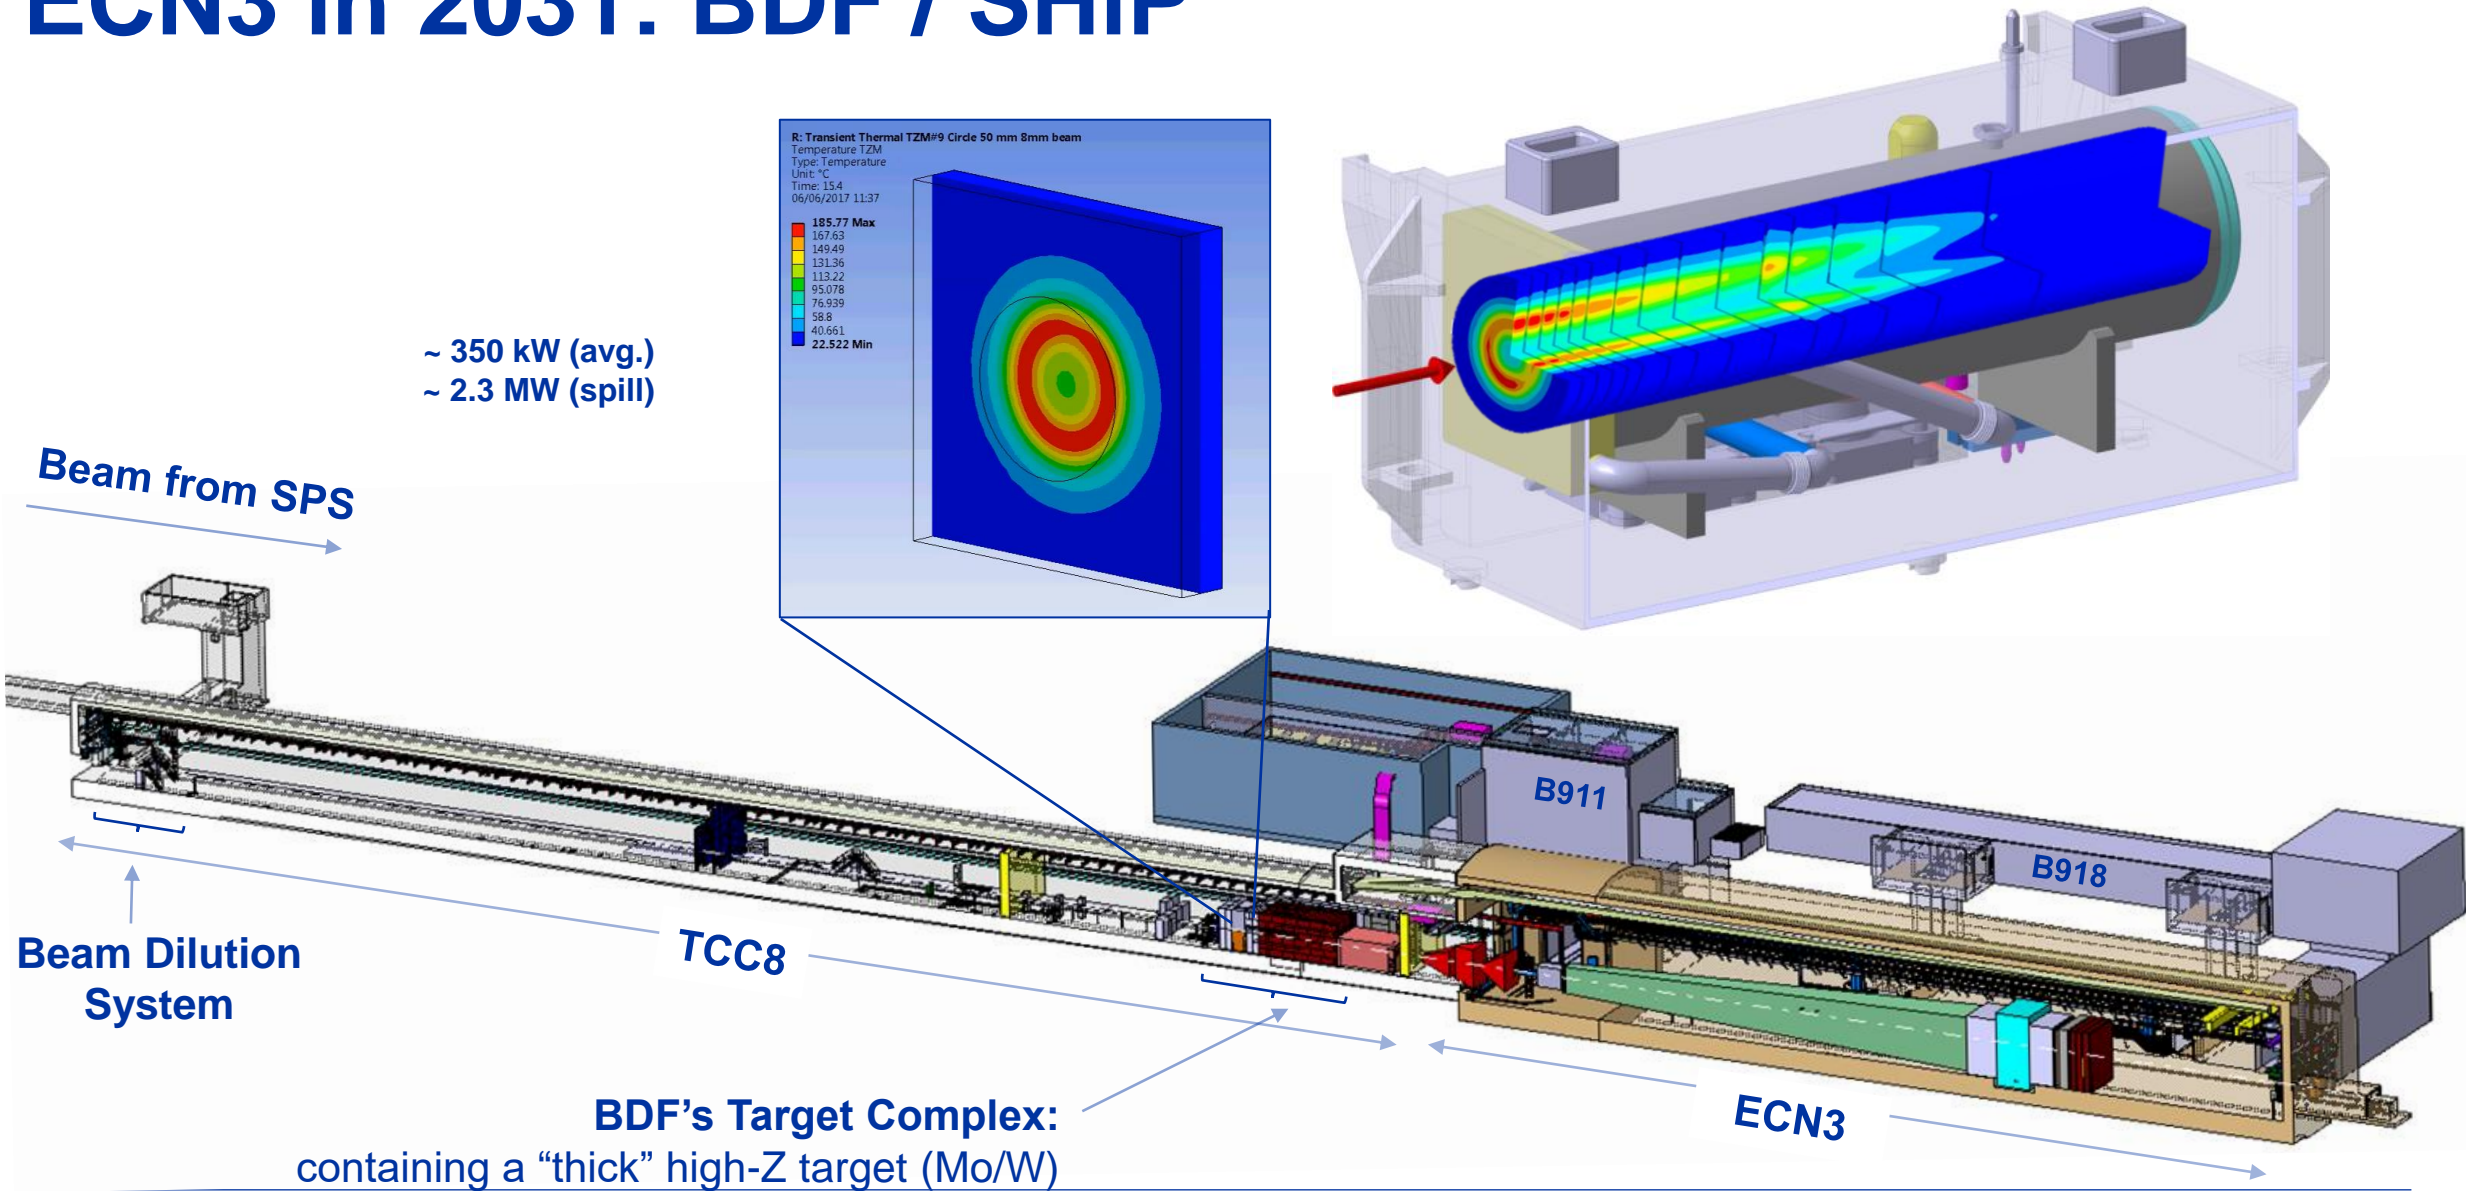 ECN3 in 2031: BDF / SHiP
R: Transient Thermal TZM#9 Circle 50 mm 8mm beam
Temperature TZM
Type: Temperature
Unit: °C
Time: 15.4
06/06/2017 11:37
185.77 Max
167.63
149.49
131.36
113.22
95.078
76.939
58.8
40.661
22.522 Min
~ 350 kW (avg.)
~ 2.3 MW (spill)
Beam from SPS
B911
B918
Beam Dilution
System
TCC8
ECN3
BDF’s Target Complex:
containing a “thick” high-Z target (Mo/W)